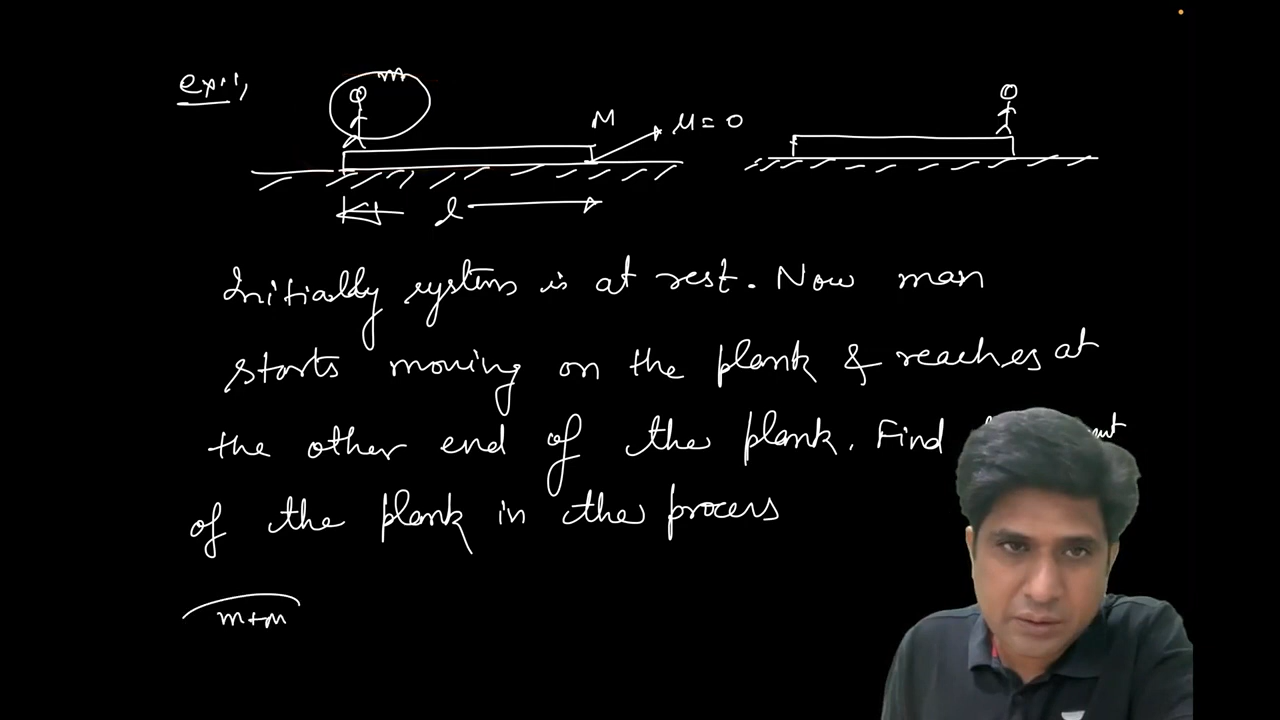 ex:-1)
m
M
μ = 0
l
Initially system is at rest. Now man
starts moving on the plank & reaches at
the other end of the plank. Find
of the plank in the process
m+M